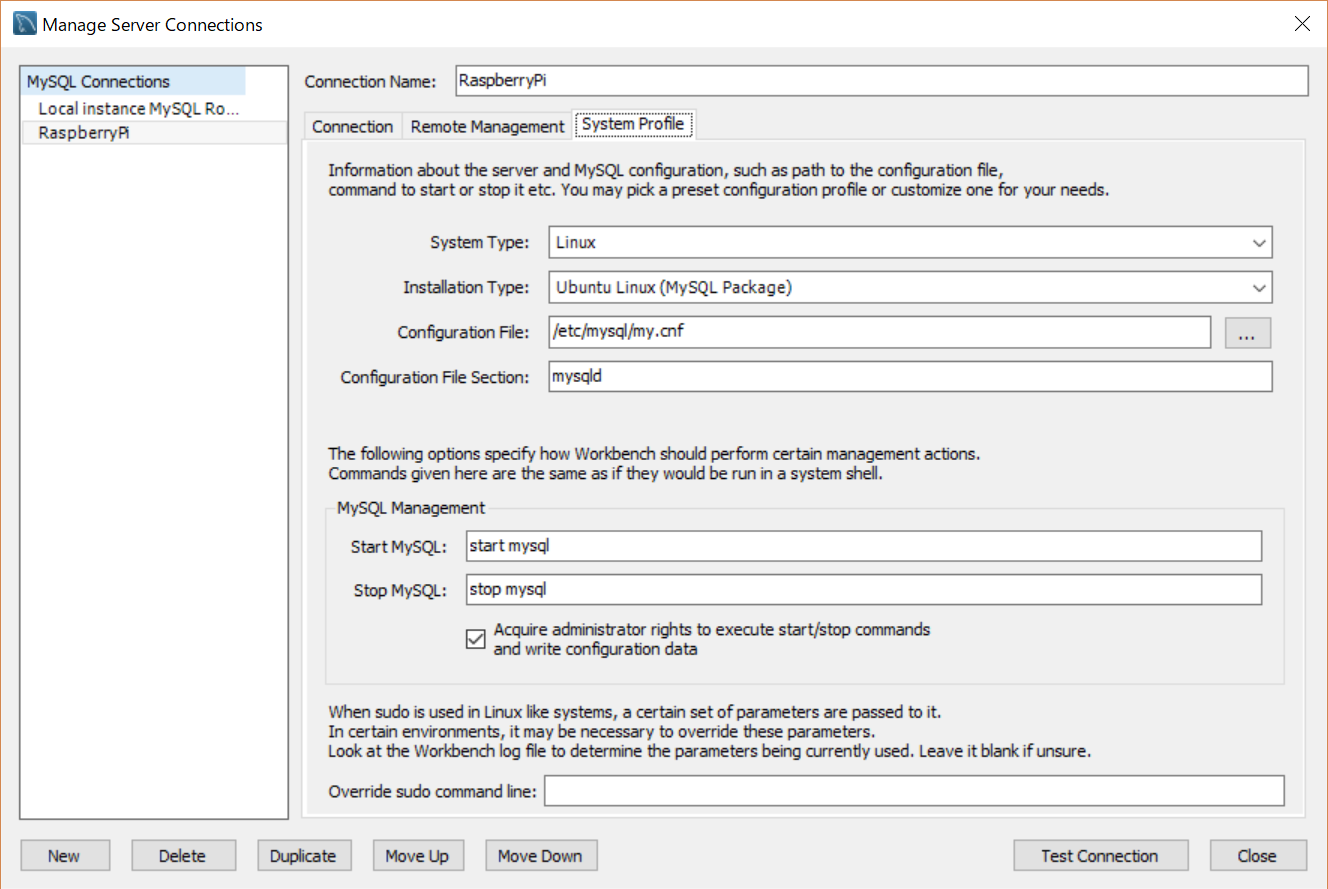 Manage Server Connections
MySQL Connections
Local instance MySQL Ro...
RaspberryPi
Connection Name: RaspberryPi
Connection Remote Management System Profile
Information about the server and MySQL configuration, such as path to the configuration file,
command to start or stop it etc. You may pick a preset configuration profile or customize one for your needs.
System Type: Linux
Installation Type: Ubuntu Linux (MySQL Package)
Configuration File: /etc/mysql/my.cnf ...
Configuration File Section: mysqld
The following options specify how Workbench should perform certain management actions.
Commands given here are the same as if they would be run in a system shell.
MySQL Management
Start MySQL: start mysql
Stop MySQL: stop mysql
Acquire administrator rights to execute start/stop commands
and write configuration data
When sudo is used in Linux like systems, a certain set of parameters are passed to it.
In certain environments, it may be necessary to override these parameters.
Look at the Workbench log file to determine the parameters being currently used. Leave it blank if unsure.
Override sudo command line:
New Delete Duplicate Move Up Move Down Test Connection Close